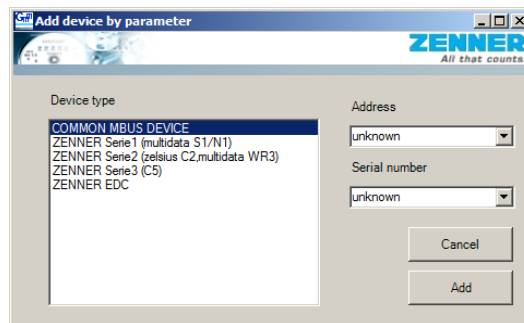 Add device by parameter
ZENNER
All that counts.
Device type
COMMON MBUS DEVICE
ZENNER Serie1 (multidata S1/N1)
ZENNER Serie2 (zelsius C2,multidata WR3)
ZENNER Serie3 (C5)
ZENNER EDC
Address
unknown
Serial number
unknown
Cancel
Add